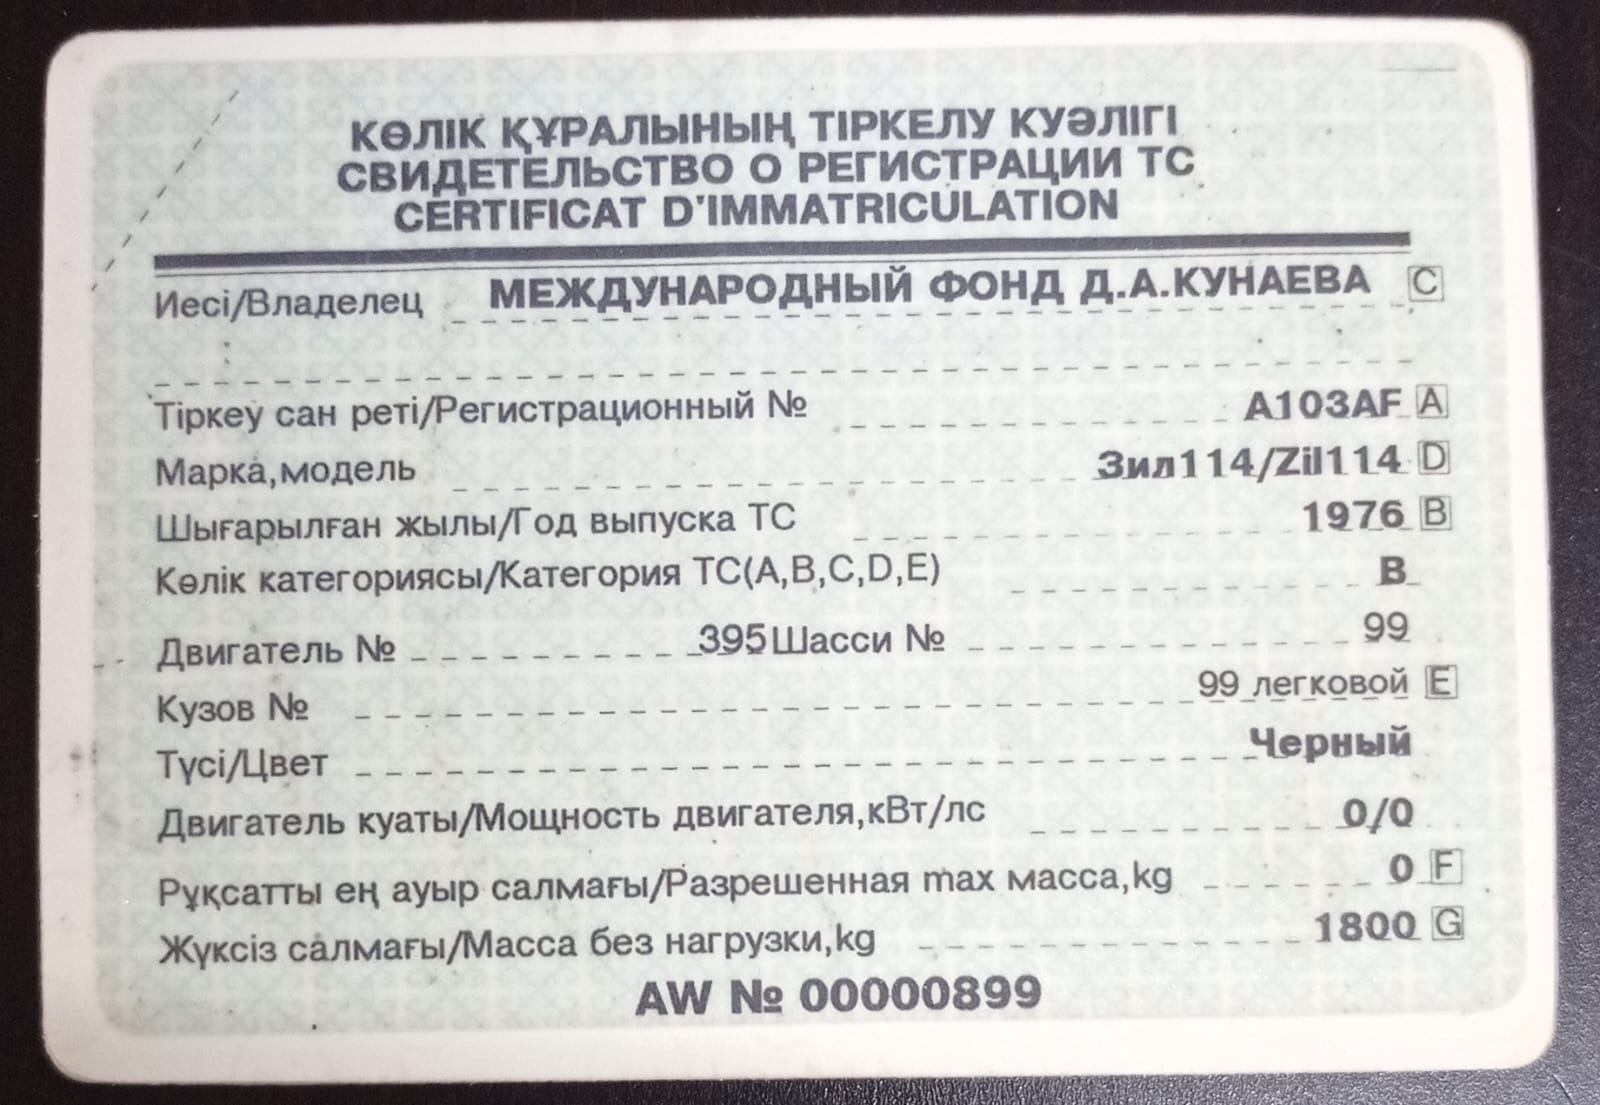 КӨЛІК ҚҰРАЛЫНЫҢ ТІРКЕЛУ КУӘЛІГІ
СВИДЕТЕЛЬСТВО О РЕГИСТРАЦИИ ТС
CERTIFICAT D'IMMATRICULATION
Иесі/Владелец МЕЖДУНАРОДНЫЙ ФОНД Д.А.КУНАЕВА C
Тіркеу сан реті/Регистрационный № A103AF A
Марка,модель Зил114/Zil114 D
Шығарылған жылы/Год выпуска ТС 1976 B
Көлік категориясы/Категория ТС(A,B,C,D,E) B
Двигатель № 395 Шасси № 99
Кузов № 99 легковой E
Түсі/Цвет Черный
Двигатель куаты/Мощность двигателя,кВт/лс 0/0
Рұқсатты ең ауыр салмағы/Разрешенная max масса,kg 0 F
Жүксіз салмағы/Масса без нагрузки,kg 1800 G
AW № 00000899